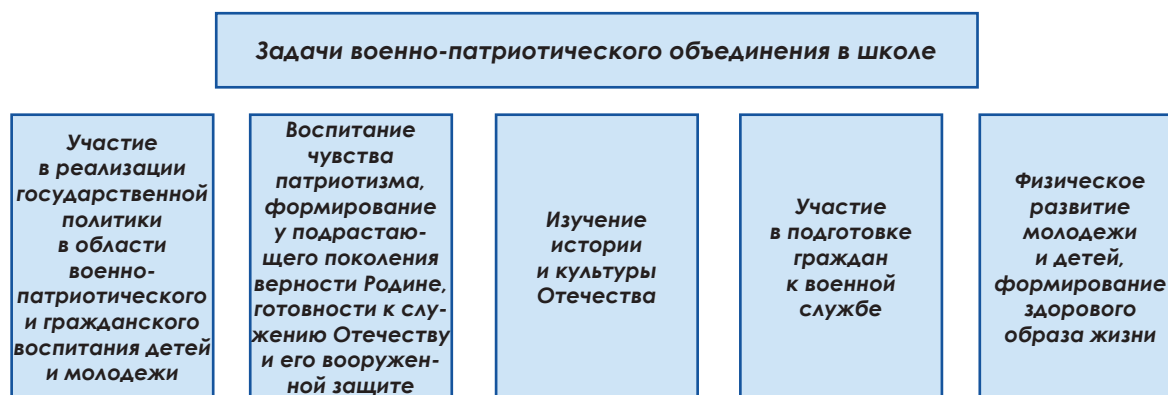 Задачи военно-патриотического объединения в школе
Участие
в реализации
государственной
политики
в области
военно-
патриотического
и гражданского
воспитания детей
и молодежи
Воспитание
чувства
патриотизма,
формирование
у подрастаю-
щего поколения
верности Родине,
готовности к слу-
жению Отечеству
и его вооружен-
ной защите
Изучение
истории
и культуры
Отечества
Участие
в подготовке
граждан
к военной
службе
Физическое
развитие
молодежи
и детей,
формирование
здорового
образа жизни